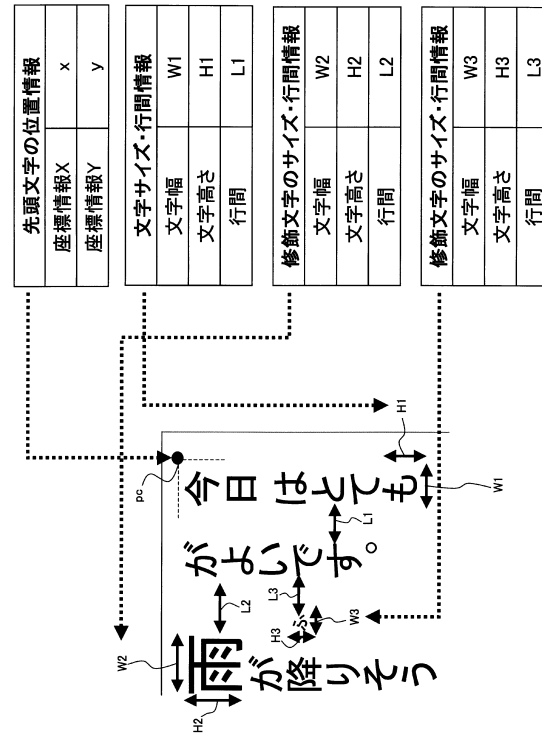 先頭文字の位置情報
座標情報X x
座標情報Y y
文字サイズ・行間情報
文字幅 W1
文字高さ H1
行間 L1
修飾文字のサイズ・行間情報
文字幅 W2
文字高さ H2
行間 L2
修飾文字のサイズ・行間情報
文字幅 W3
文字高さ H3
行間 L3
pc
今日はとても
H1
W1
L1
がよいです。
L2
L3
ふ
H3
W3
雨が降りそう
W2
H2